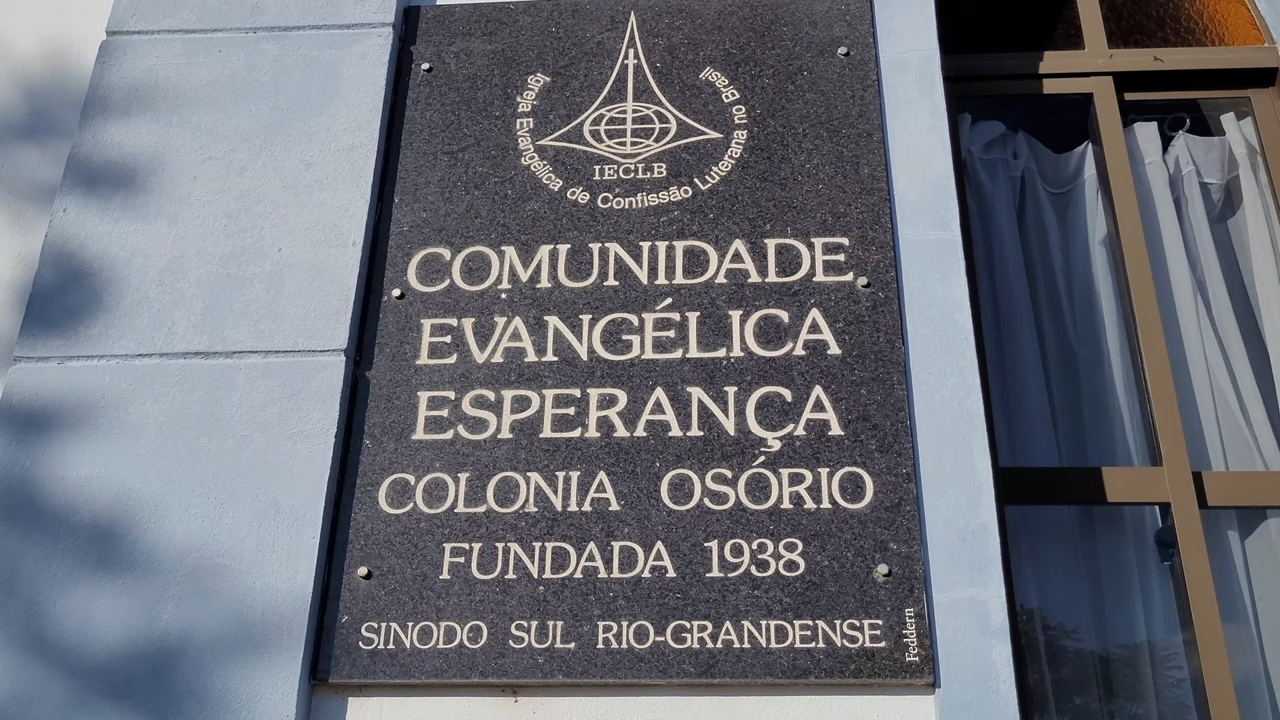 Igreja Evangélica de Confissão Luterana no Brasil
IECLB
COMUNIDADE
EVANGÉLICA
ESPERANÇA
COLONIA OSÓRIO
FUNDADA 1938
SINODO SUL RIO-GRANDENSE
Feddern